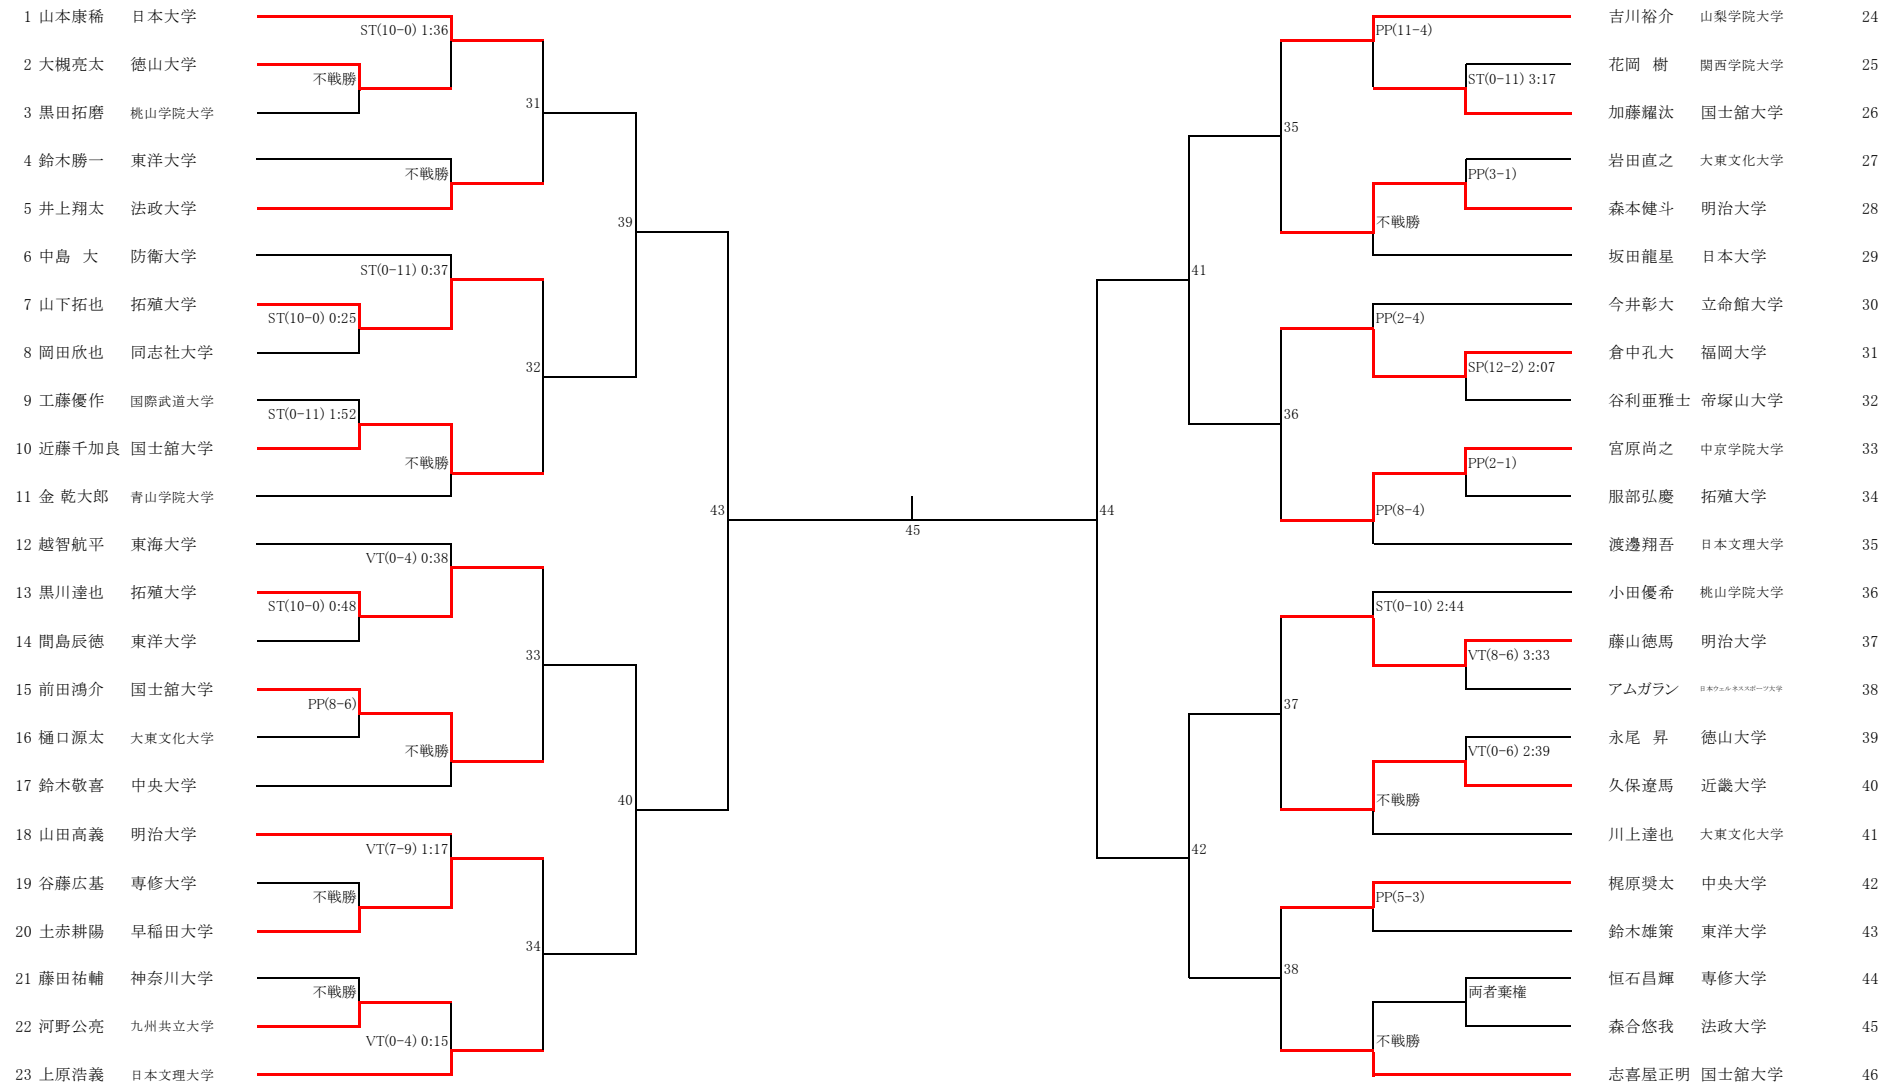 1 山本康稀 日本大学
ST(10-0) 1:36
2 大槻亮太 徳山大学
不戦勝
3 黒田拓磨 桃山学院大学
31
4 鈴木勝一 東洋大学
不戦勝
5 井上翔太 法政大学
39
6 中島 大 防衛大学
ST(0-11) 0:37
7 山下拓也 拓殖大学
ST(10-0) 0:25
8 岡田欣也 同志社大学
32
9 工藤優作 国際武道大学
ST(0-11) 1:52
10 近藤千加良 国士舘大学
不戦勝
11 金 乾大郎 青山学院大学
43
12 越智航平 東海大学
VT(0-4) 0:38
13 黒川達也 拓殖大学
ST(10-0) 0:48
14 間島辰徳 東洋大学
33
15 前田鴻介 国士舘大学
PP(8-6)
16 樋口源太 大東文化大学
不戦勝
17 鈴木敬喜 中央大学
40
18 山田高義 明治大学
VT(7-9) 1:17
19 谷藤広基 専修大学
不戦勝
20 土赤耕陽 早稲田大学
34
21 藤田祐輔 神奈川大学
不戦勝
22 河野公亮 九州共立大学
VT(0-4) 0:15
23 上原浩義 日本文理大学
45
吉川裕介 山梨学院大学 24
PP(11-4)
花岡 樹 関西学院大学 25
ST(0-11) 3:17
加藤耀汰 国士舘大学 26
35
岩田直之 大東文化大学 27
PP(3-1)
森本健斗 明治大学 28
不戦勝
坂田龍星 日本大学 29
41
今井彰大 立命館大学 30
PP(2-4)
倉中孔大 福岡大学 31
SP(12-2) 2:07
谷利亜雅士 帝塚山大学 32
36
宮原尚之 中京学院大学 33
PP(2-1)
服部弘慶 拓殖大学 34
PP(8-4)
44
渡邊翔吾 日本文理大学 35
小田優希 桃山学院大学 36
ST(0-10) 2:44
藤山徳馬 明治大学 37
VT(8-6) 3:33
アムガラン 日本ウェルネススポーツ大学 38
37
永尾 昇 徳山大学 39
VT(0-6) 2:39
久保遼馬 近畿大学 40
不戦勝
川上達也 大東文化大学 41
42
梶原奨太 中央大学 42
PP(5-3)
鈴木雄策 東洋大学 43
38
恒石昌輝 専修大学 44
両者棄権
森合悠我 法政大学 45
不戦勝
志喜屋正明 国士舘大学 46